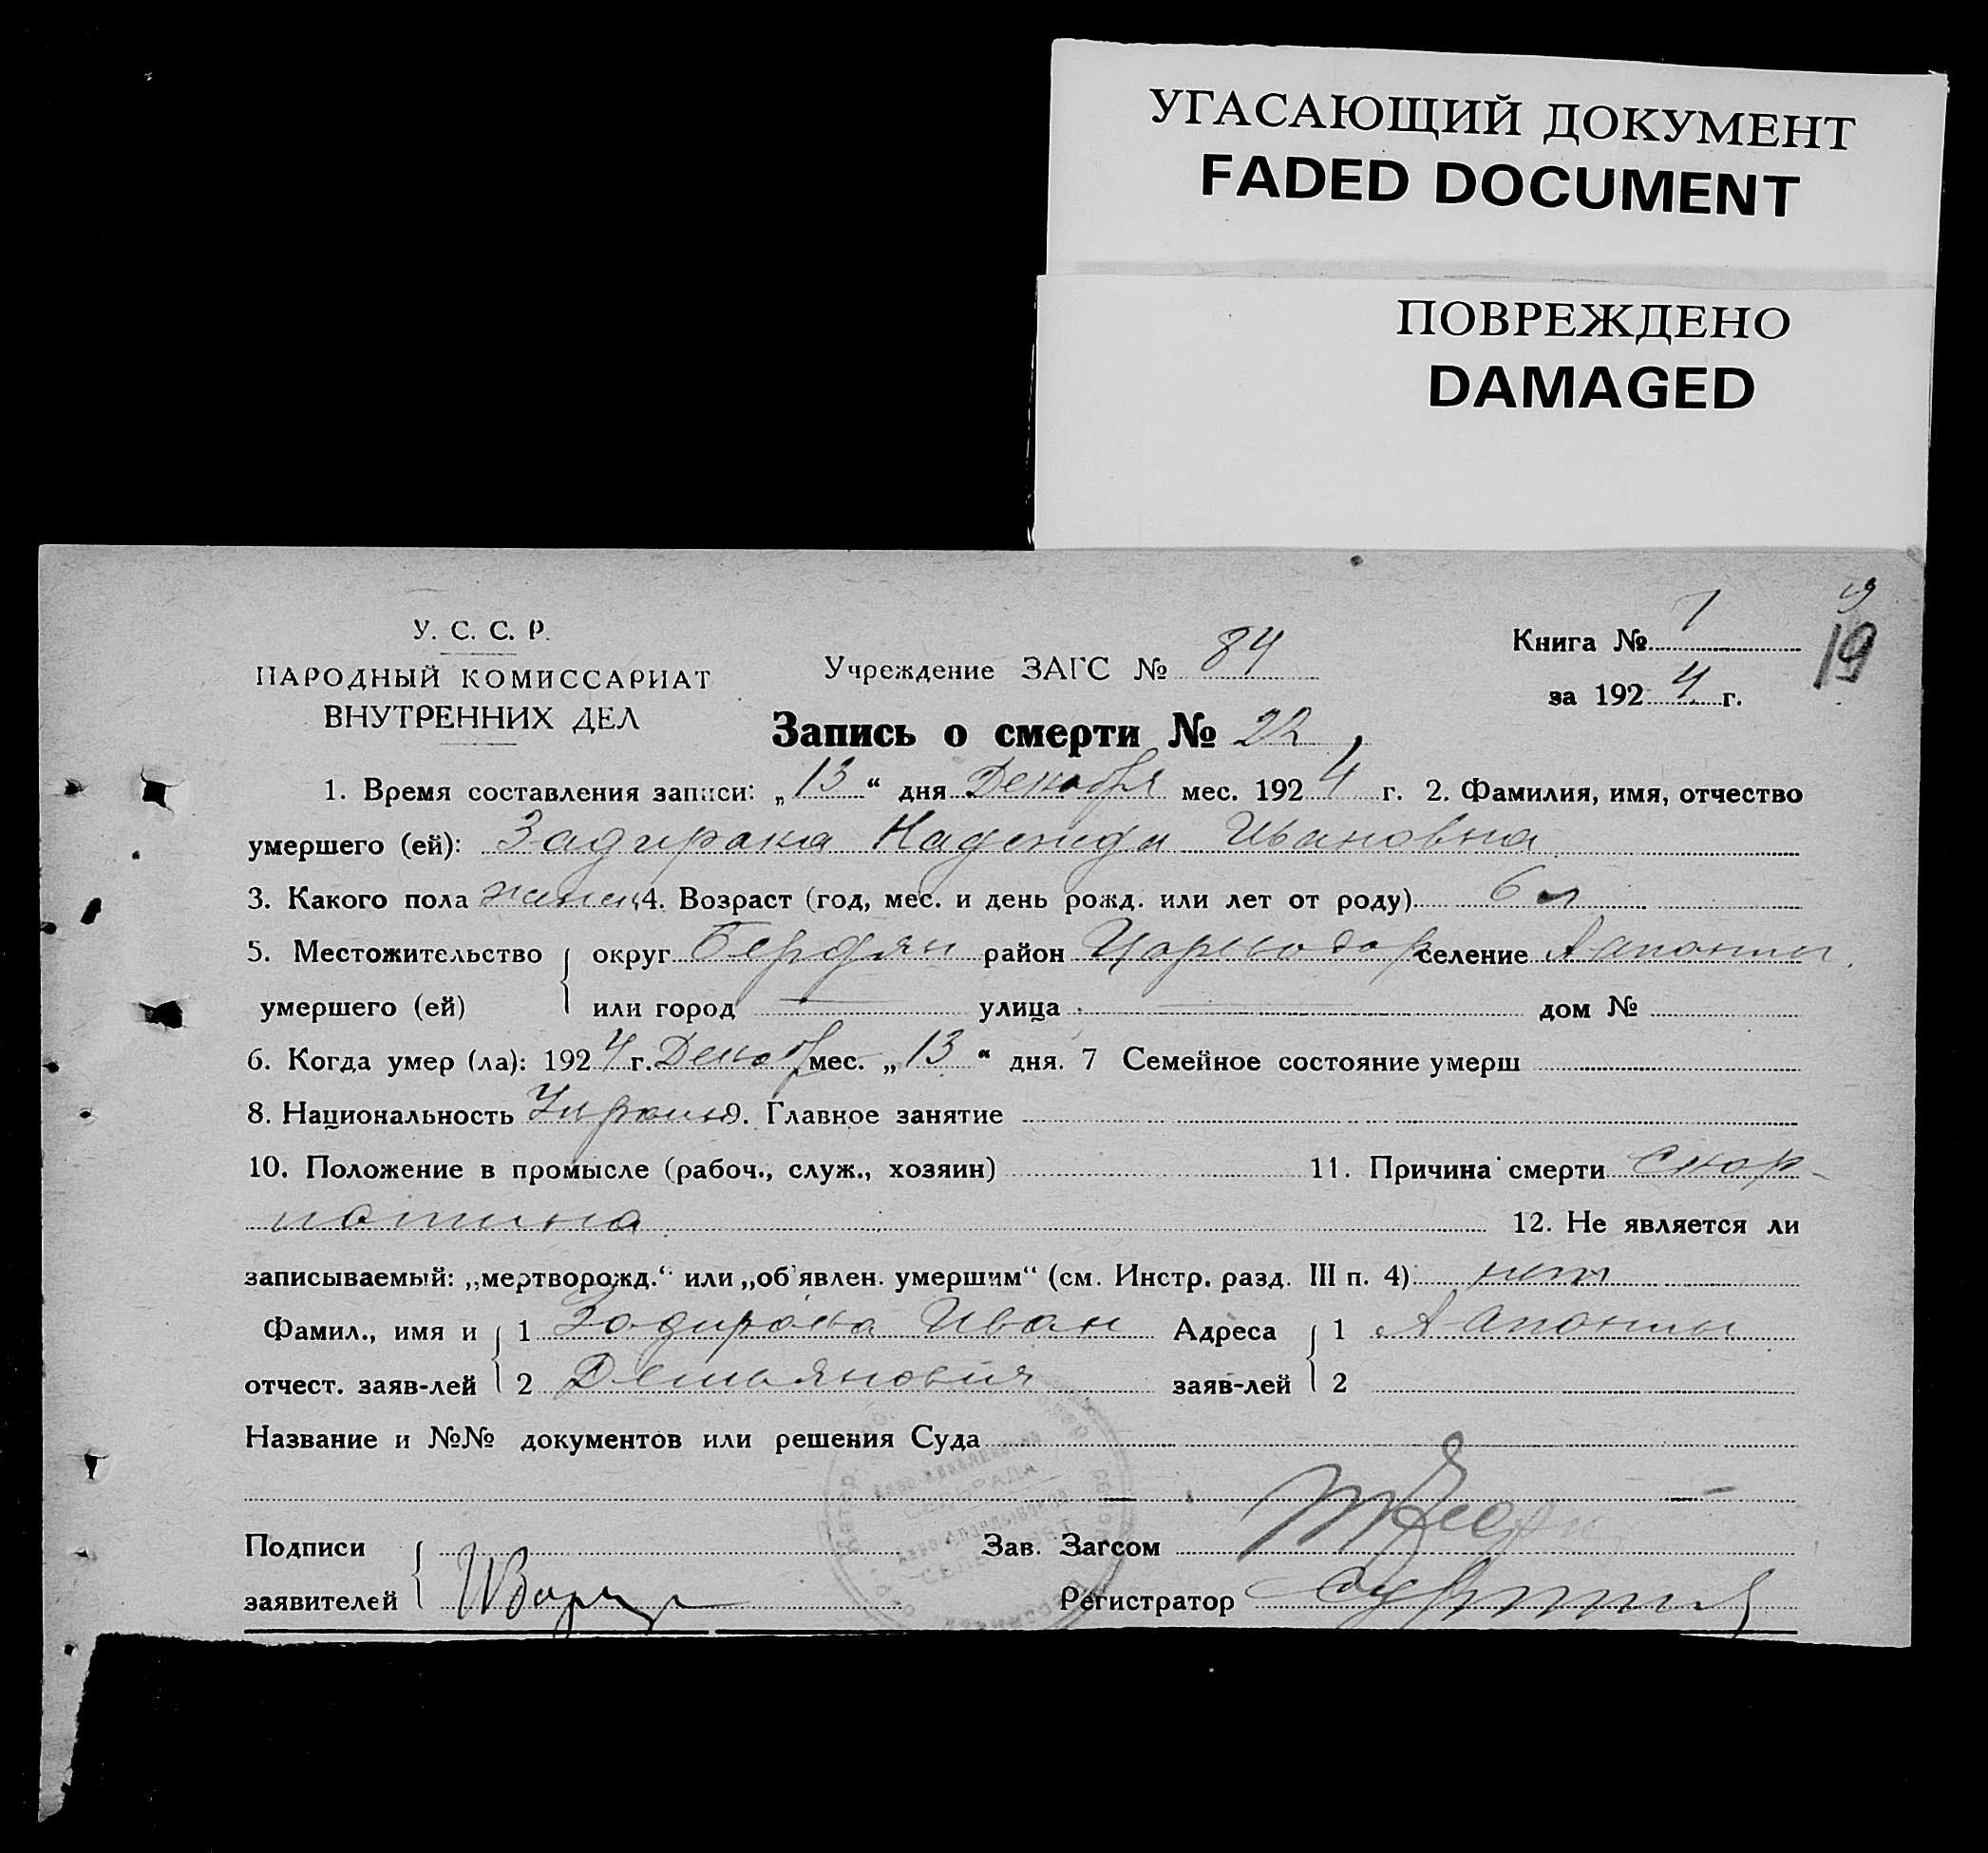 УГАСАЮЩИЙ ДОКУМЕНТ
FADED DOCUMENT
ПОВРЕЖДЕНО
DAMAGED
19
У. С. С. Р.
НАРОДНЫЙ КОМИССАРИАТ
ВНУТРЕННИХ ДЕЛ
Учреждение ЗАГС № 84
Книга № 1
за 1924 г.
Запись о смерти № 22
1. Время составления записи: „13“ дня Декабря мес. 1924 г. 2. Фамилия, имя, отчество
умершего (ей): Задирака Надежда Ивановна
3. Какого пола женск 4. Возраст (год, мес. и день рожд. или лет от роду) 6 л
5. Местожительство округ Бердян район Цареводар селение
умершего (ей) или город — улица — дом №
6. Когда умер (ла): 1924 г. Декаб мес. „13“ дня. 7 Семейное состояние умерш
8. Национальность Украин 9. Главное занятие
10. Положение в промысле (рабоч., служ., хозяин) 11. Причина смерти Скар-
латина 12. Не является ли
записываемый: „мертворожд.“ или „об'явлен. умершим“ (см. Инстр. разд. III п. 4) нет
Фамил., имя и 1 Задирака Иван Адреса 1
отчест. заяв-лей 2 Демьянович заяв-лей 2
Название и №№ документов или решения Суда
Подписи Зав. Загсом
заявителей Регистратор